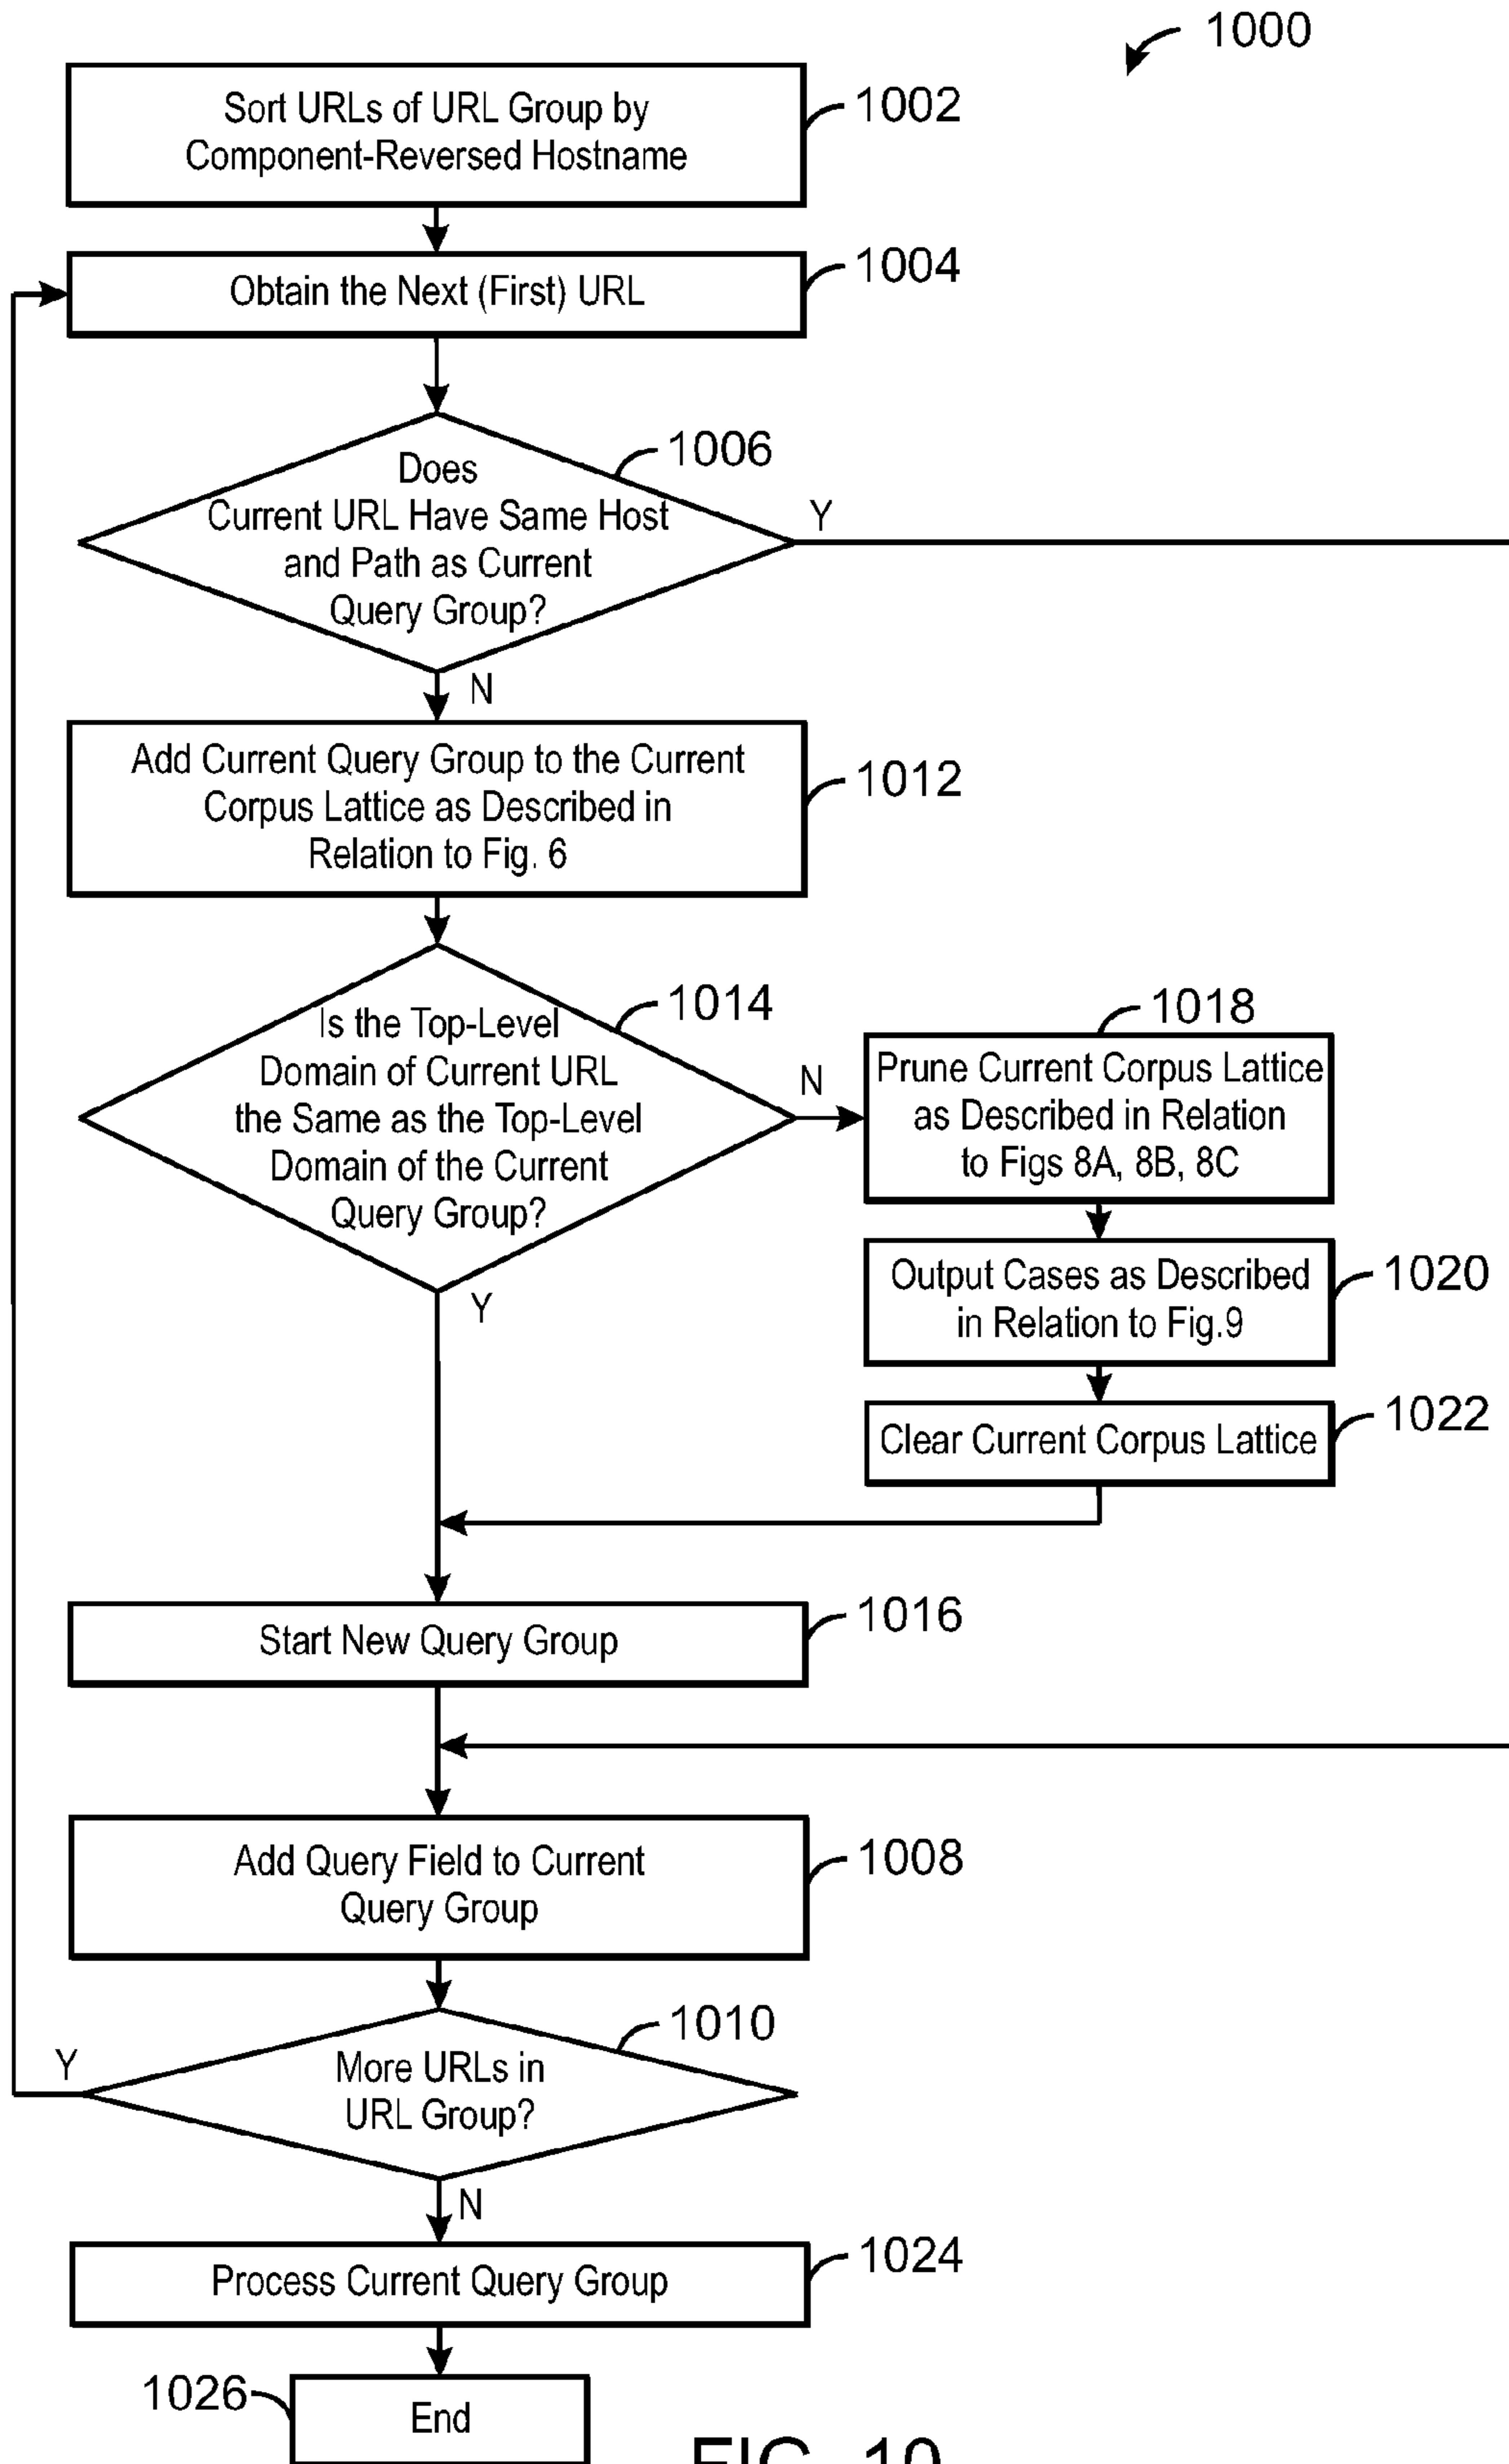 1000
Sort URLs of URL Group by
Component-Reversed Hostname
1002
Obtain the Next (First) URL
1004
Does
Current URL Have Same Host
and Path as Current
Query Group?
1006
Y
N
Add Current Query Group to the Current
Corpus Lattice as Described in
Relation to Fig. 6
1012
Is the Top-Level
Domain of Current URL
the Same as the Top-Level
Domain of the Current
Query Group?
1014
N
Y
1018
Prune Current Corpus Lattice
as Described in Relation
to Figs 8A, 8B, 8C
Output Cases as Described
in Relation to Fig.9
1020
Clear Current Corpus Lattice
1022
Start New Query Group
1016
Add Query Field to Current
Query Group
1008
More URLs in
URL Group?
1010
Y
N
Process Current Query Group
1024
End
1026
FIG. 10